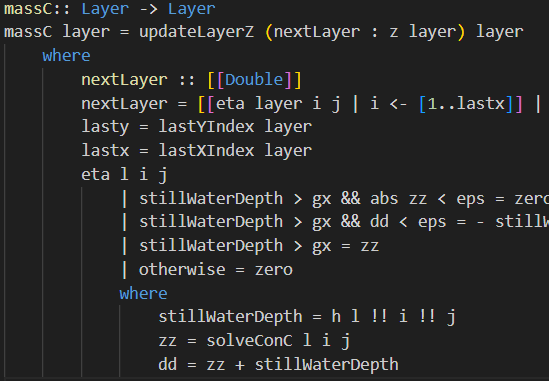 massC:: Layer -> Layer
massC layer = updateLayerZ (nextLayer : z layer) layer
where
nextLayer :: [[Double]]
nextLayer = [[eta layer i j | i <- [1..lastx]] |
lasty = lastYIndex layer
lastx = lastXIndex layer
eta l i j
| stillWaterDepth > gx && abs zz < eps = zero
| stillWaterDepth > gx && dd < eps = - stillW
| stillWaterDepth > gx = zz
| otherwise = zero
where
stillWaterDepth = h l !! i !! j
zz = solveConC l i j
dd = zz + stillWaterDepth